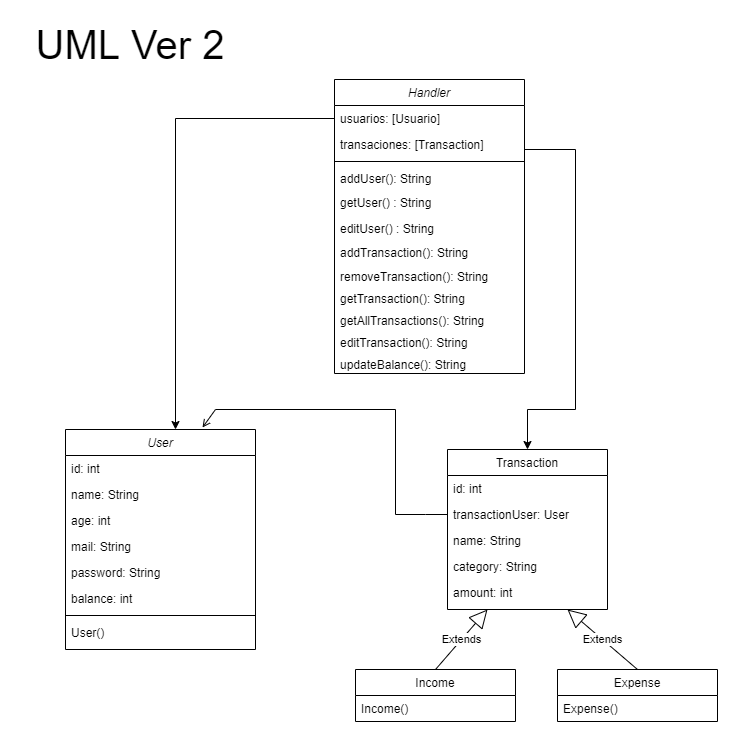 UML Ver 2
Handler
usuarios: [Usuario]
transaciones: [Transaction]
addUser(): String
getUser() : String
editUser() : String
addTransaction(): String
removeTransaction(): String
getTransaction(): String
getAllTransactions(): String
editTransaction(): String
updateBalance(): String
User
id: int
name: String
age: int
mail: String
password: String
balance: int
User()
Transaction
id: int
transactionUser: User
name: String
category: String
amount: int
Extends
Extends
Income
Income()
Expense
Expense()